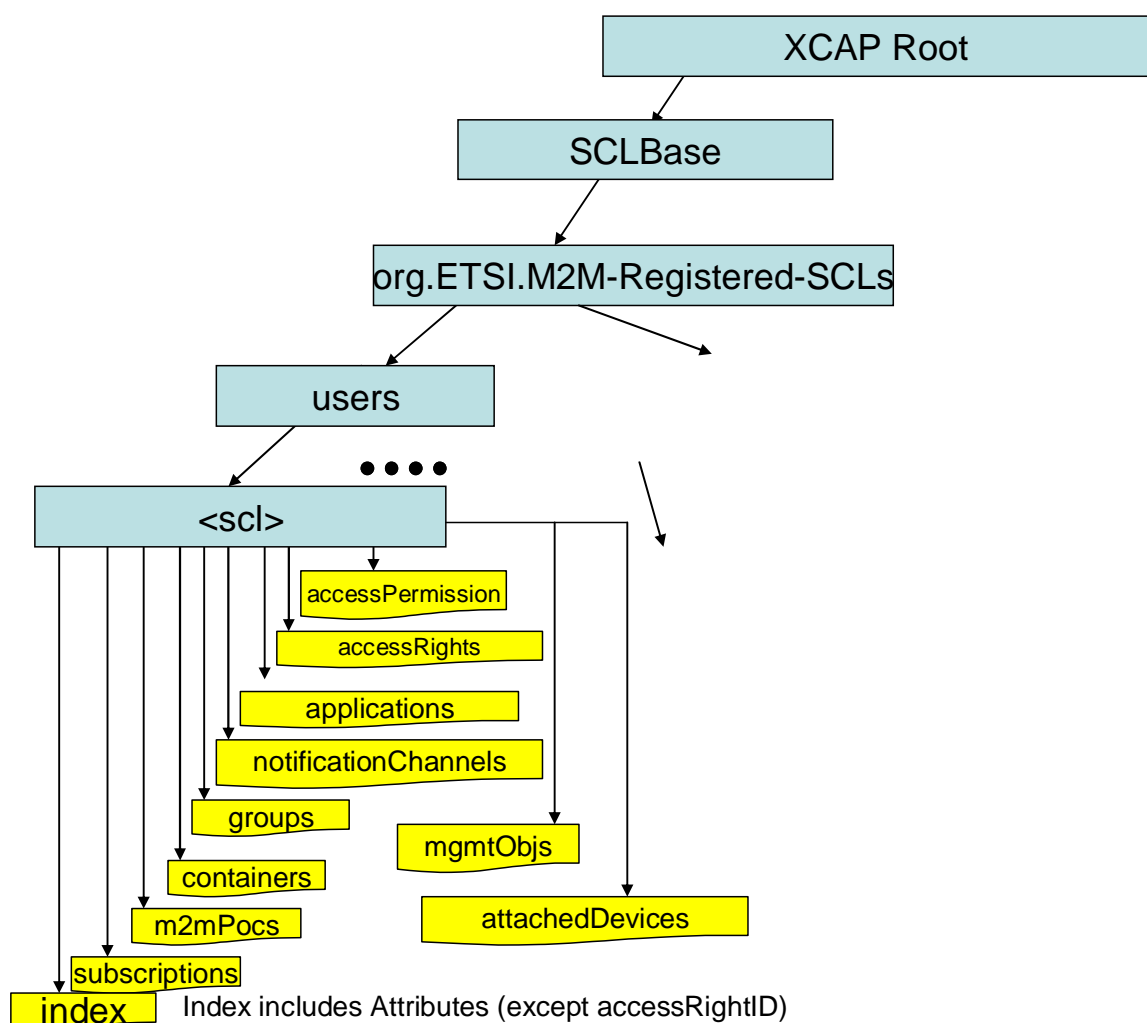 XCAP Root
SCLBase
org.ETSI.M2M-Registered-SCLs
users
<scl>
accessPermission
accessRights
applications
notificationChannels
groups
mgmtObjs
containers
attachedDevices
m2mPocs
subscriptions
index Index includes Attributes (except accessRightID)